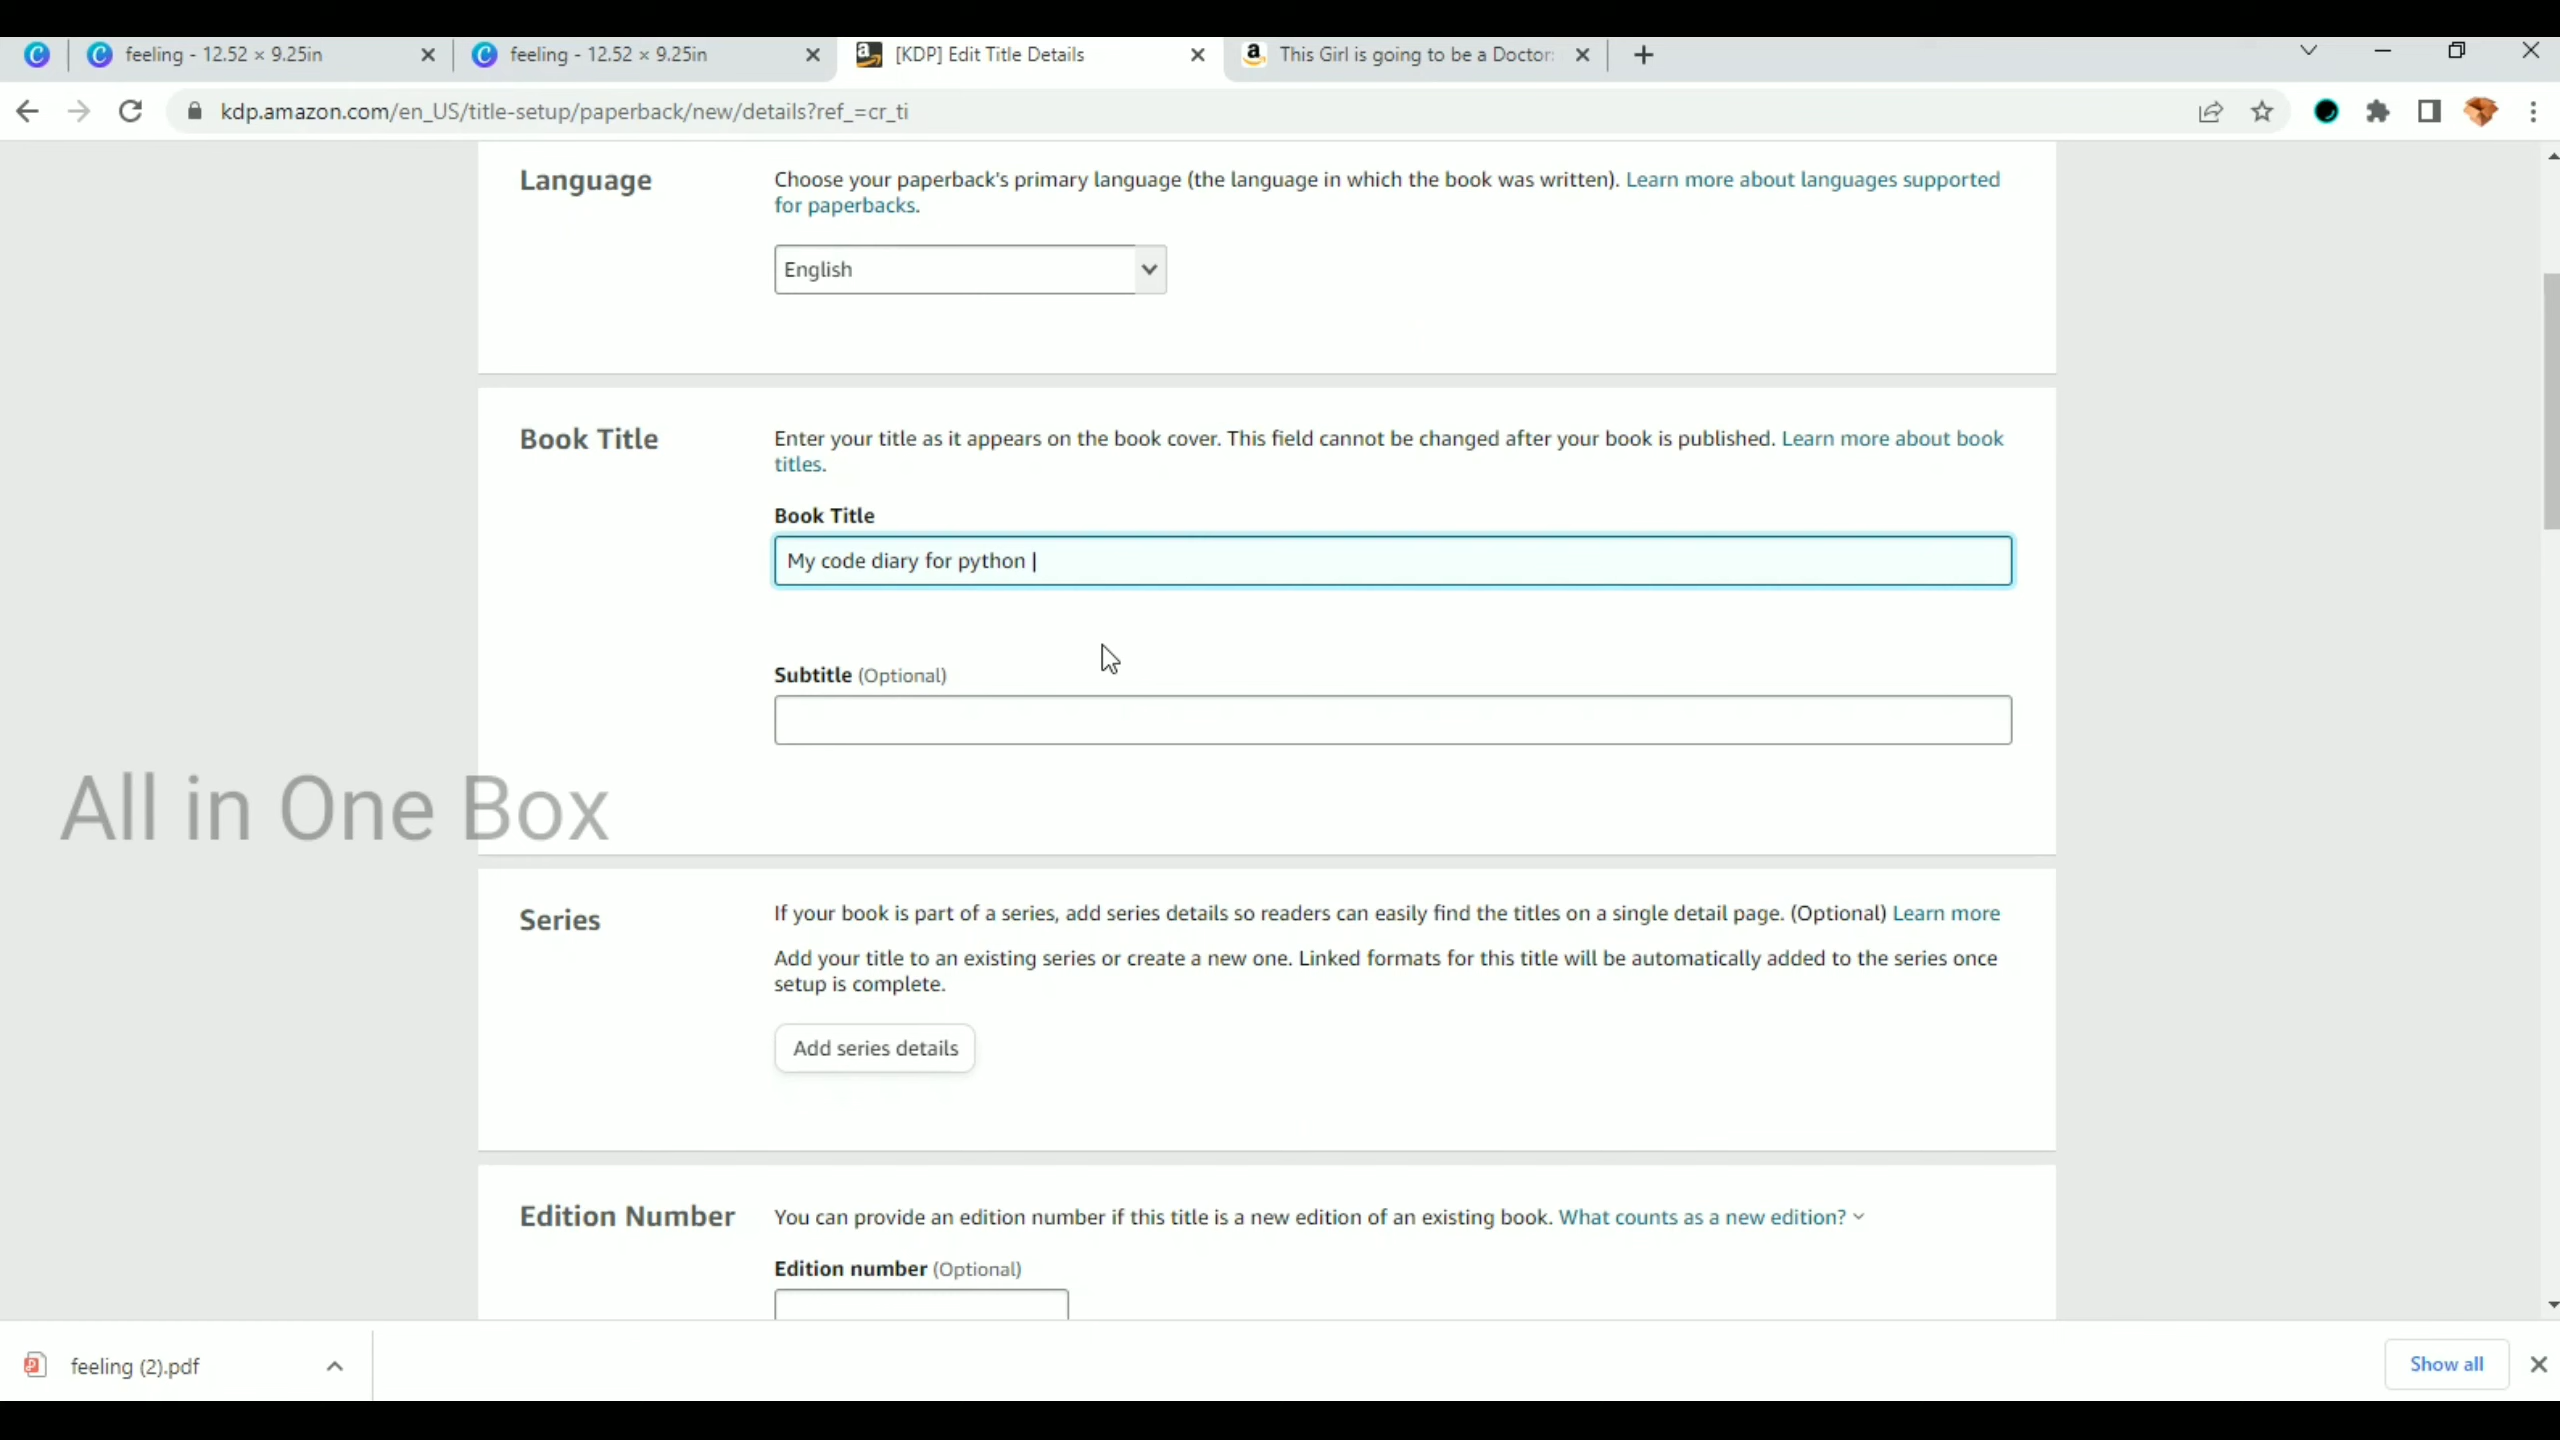 feeling - 12.52 × 9.25in
feeling - 12.52 × 9.25in
[KDP] Edit Title Details
This Girl is going to be a Doctor:
kdp.amazon.com/en_US/title-setup/paperback/new/details?ref_=cr_ti
Language
Choose your paperback's primary language (the language in which the book was written). Learn more about languages supported
for paperbacks.
English
Book Title
Enter your title as it appears on the book cover. This field cannot be changed after your book is published. Learn more about book
titles.
Book Title
My code diary for python
Subtitle (Optional)
All in One Box
Series
If your book is part of a series, add series details so readers can easily find the titles on a single detail page. (Optional) Learn more
Add your title to an existing series or create a new one. Linked formats for this title will be automatically added to the series once
setup is complete.
Add series details
Edition Number
You can provide an edition number if this title is a new edition of an existing book. What counts as a new edition?
Edition number (Optional)
feeling (2).pdf
Show all